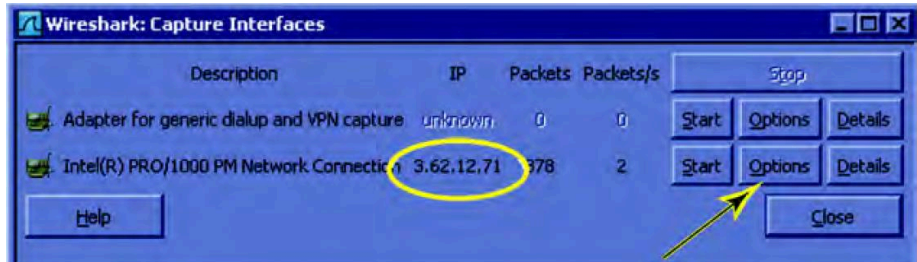 Wireshark: Capture Interfaces
Description IP Packets Packets/s Stop
Adapter for generic dialup and VPN capture unknown 0 0 Start Options Details
Intel(R) PRO/1000 PM Network Connection 3.62.12.71 378 2 Start Options Details
Help Close